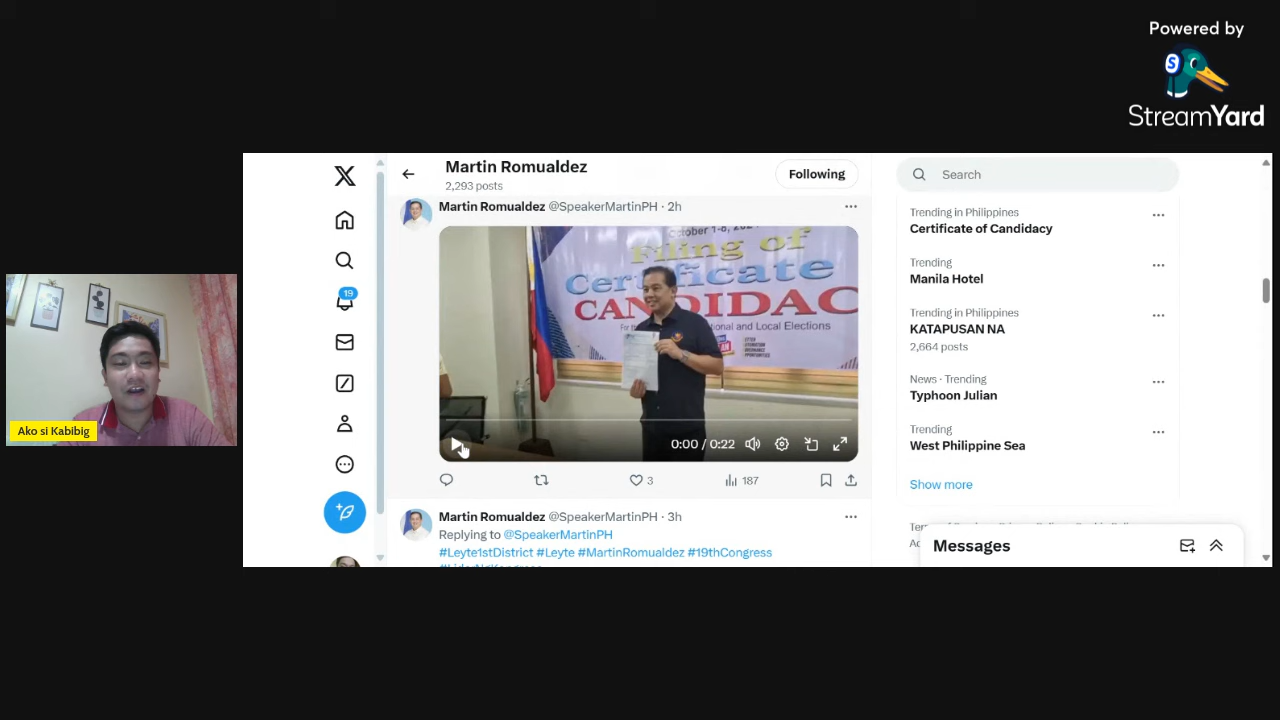 Powered by
StreamYard
Ako si Kabibig
19
Martin Romualdez
2,293 posts
Following
Martin Romualdez @SpeakerMartinPH · 2h
October 1-8,
Filing of
Certificate
CANDIDAC
0:00 / 0:22
3
187
Martin Romualdez @SpeakerMartinPH · 3h
Replying to @SpeakerMartinPH
#Leyte1stDistrict #Leyte #MartinRomualdez #19thCongress
Search
Trending in Philippines
Certificate of Candidacy
Trending
Manila Hotel
Trending in Philippines
KATAPUSAN NA
2,664 posts
News · Trending
Typhoon Julian
Trending
West Philippine Sea
Show more
Messages